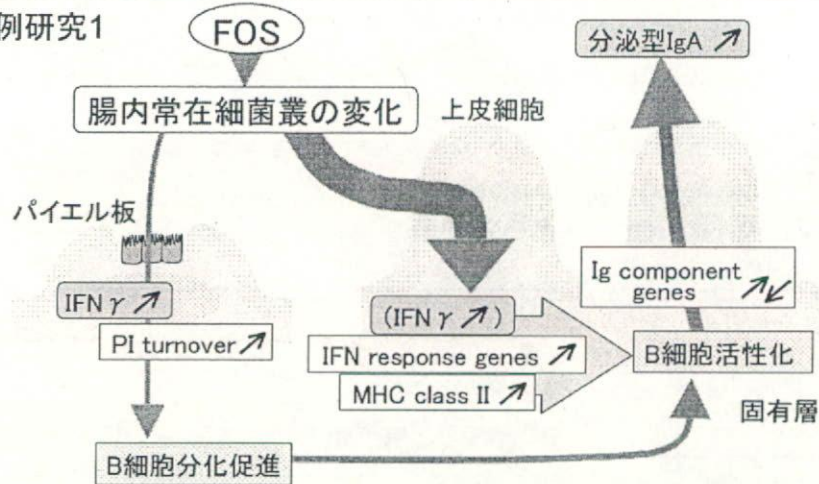 例研究1
FOS
分泌型IgA ↗
腸内常在細菌叢の変化
上皮細胞
パイエル板
IFNγ ↗
PI turnover ↗
(IFNγ ↗)
IFN response genes ↗
MHC class II ↗
Ig component
genes ↗↙
B細胞活性化
固有層
B細胞分化促進